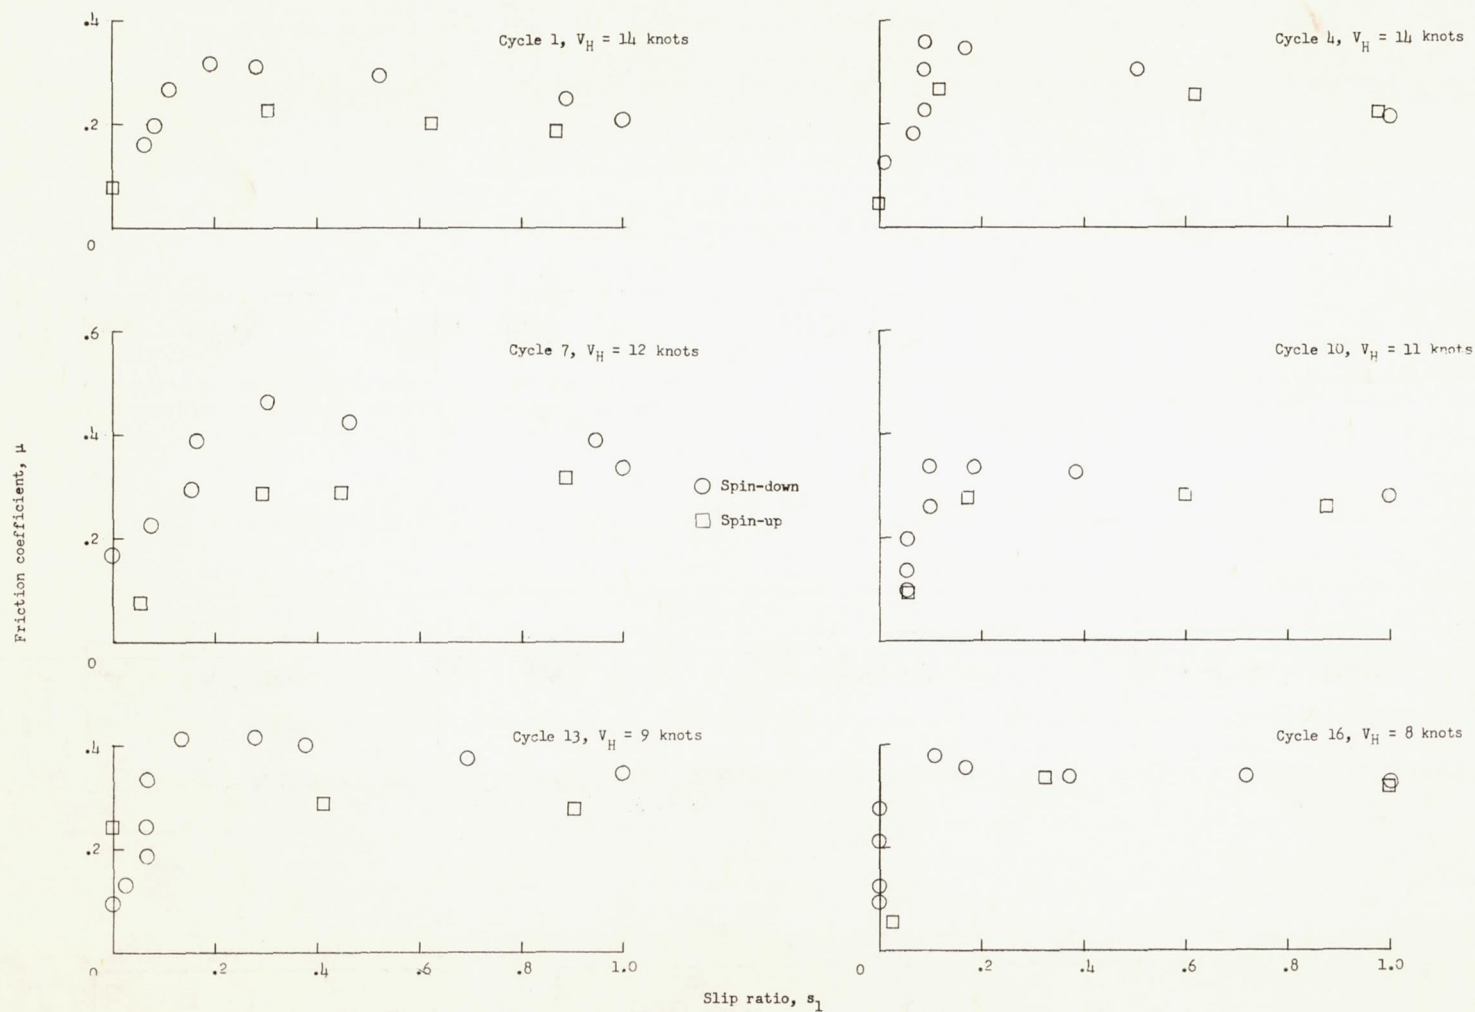 .4
Cycle 1, V_H = 14 knots
Cycle 4, V_H = 14 knots
.2
0
.6
Cycle 7, V_H = 12 knots
Cycle 10, V_H = 11 knots
.4
Spin-down
Spin-up
.2
0
Friction coefficient, μ
.4
Cycle 13, V_H = 9 knots
Cycle 16, V_H = 8 knots
.2
0 .2 .4 .6 .8 1.0
0 .2 .4 .6 .8 1.0
Slip ratio, s_1